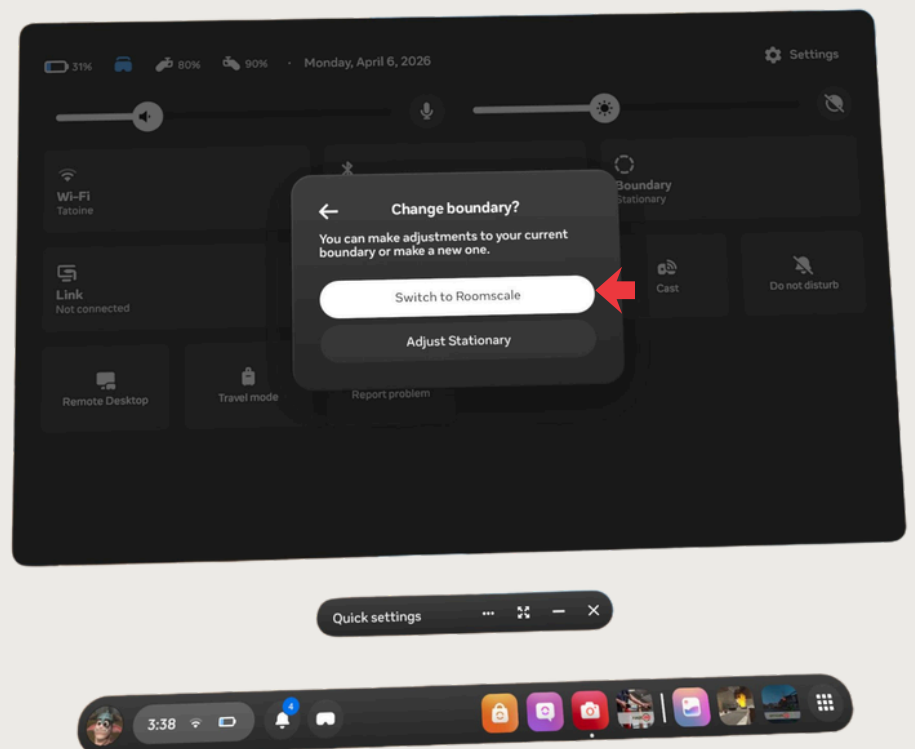 31% 80% 90% · Monday, April 6, 2026 Settings
Wi-Fi
Tatoine
Boundary
Stationary
Change boundary?
You can make adjustments to your current
boundary or make a new one.
Switch to Roomscale
Adjust Stationary
Link
Not connected
Cast
Do not disturb
Remote Desktop
Travel mode
Report problem
Quick settings
3:38
4